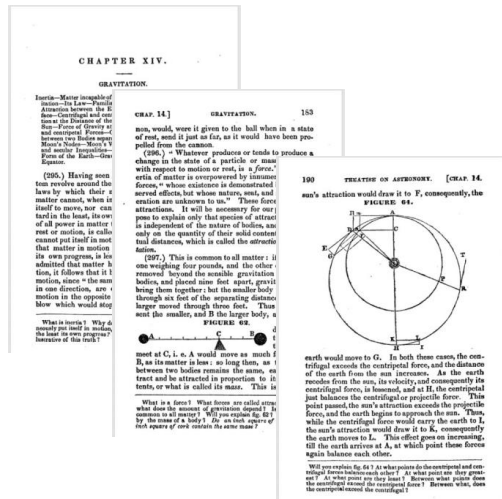 CHAPTER XIV.
GRAVITATION.
Inertia—Matter incapable of
itation—Its Law—Famili
Attraction between the E
face—Centrifugal and cen
tion at the Distance of the
Sun—Force of Gravity at
and centripetal Forces—C
between two Bodies separ
Moon's Nodes—Moon's V
and secular Inequalities—
Form of the Earth—Grav
Equator.
(295.) Having seen
tem revolve around the
laws by which their
matter cannot, when i
itself to move, nor can
tard in the least, its ow
of all power in matter
rest or motion, is calle
cannot put itself in mot
that matter in motion
its own progress, is les
admitted that matter h
tion, it follows that it
motion, since "the sam
in one direction, are
motion in the opposite
blow which would stop
What is inertia? Why d
neously put itself in motion,
the least its own progress?
lustrative of this truth?
CHAP. 14.] GRAVITATION. 183
non, would, were it given to the ball when in a state
of rest, send it just as far, as it would have been pro-
pelled from the cannon.
(296.) "Whatever produces or tends to produce a
change in the state of a particle or mas
with respect to motion or rest, is a force."
ertia of matter is overpowered by innume
forces, "whose existence is demonstrated
served effects, but whose nature, seat, and
eration are unknown to us." These force
attractions. It will be necessary for our
pose to explain only that species of attrac
is independent of the nature of bodies, and
only on the quantity of their solid content
tual distances, which is called the attractio
tation.
(297.) This is common to all matter: if
one weighing four pounds, and the other
removed beyond the sensible gravitation
bodies, and placed nine feet apart, gravit
bring them together: but the smaller body
through six feet of the separating distanc
larger moved through three feet. Thus
sent the smaller, and B the larger body, a
FIGURE 62.
A C
meet at C, i. e. A would move as much f
B, as its matter is less; so long then, as
between two bodies remains the same, ea
tract and be attracted in proportion to it
tents, or what is called its mass. This is
What is a force? What forces are called attra
what does the amount of gravitation depend? Is
common to all matter? Will you explain fig. 62?
by the mass of a body? Do an inch square of
inch square of cork contain the same mass?
190 TREATISE ON ASTRONOMY. [CHAP. 14.
sun's attraction would draw it to F, consequently, the
FIGURE 64.
A
B
C
E
G
T
P
R
H
I
earth would move to G. In both these cases, the cen-
trifugal exceeds the centripetal force, and the distance
of the earth from the sun increases. As the earth
recedes from the sun, its velocity, and consequently its
centrifugal force, is lessened, and at H, the centripetal
just balances the centrifugal or projectile force. This
point passed, the sun's attraction exceeds the projectile
force, and the earth begins to approach the sun. Thus,
while the centrifugal force would carry the earth to I,
the sun's attraction would draw it to K, consequently
the earth moves to L. This effect goes on increasing,
till the earth arrives at A, at which point these forces
again balance each other.
Will you explain fig. 64? At what points do the centripetal and cen-
trifugal forces balance each other? At what point are they great-
est? At what point are they least? Between what points does
the centrifugal exceed the centripetal force? Between what, does
the centripetal exceed the centrifugal?